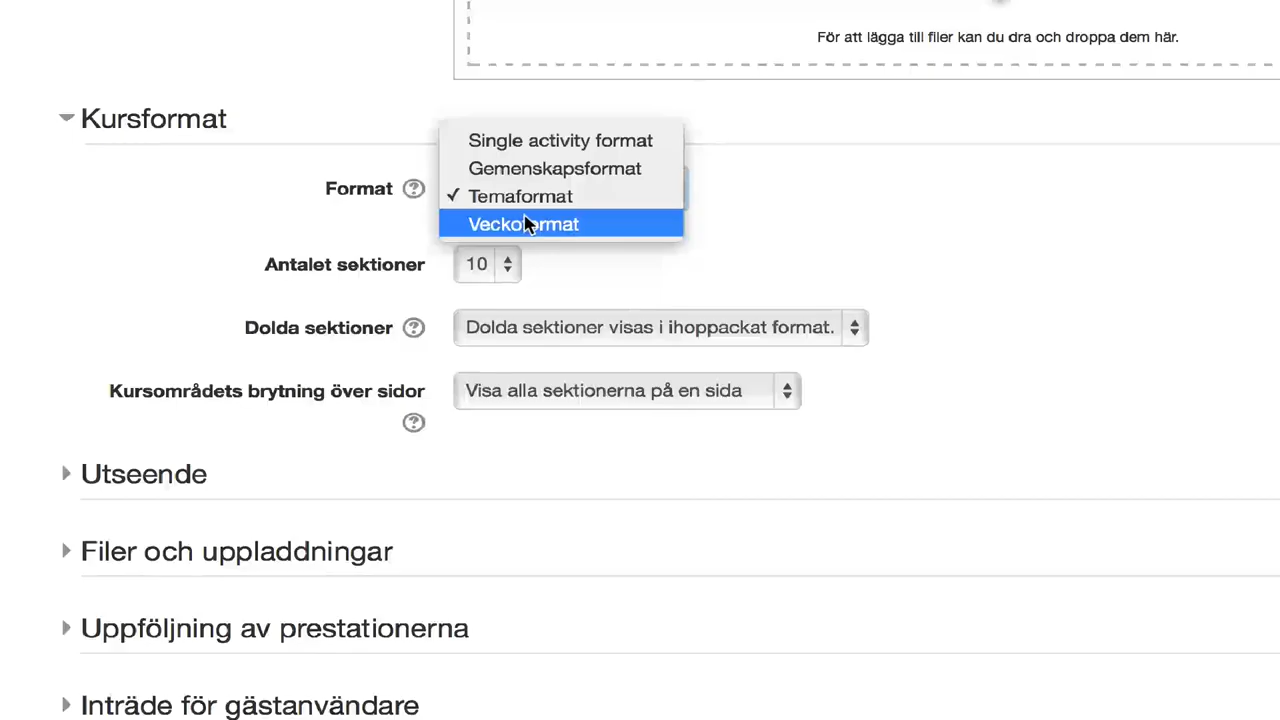 För att lägga till filer kan du dra och droppa dem här.
Kursformat
Single activity format
Gemenskapsformat
Format
✓ Temaformat
Veckoformat
Antalet sektioner 10
Dolda sektioner Dolda sektioner visas i ihoppackat format.
Kursområdets brytning över sidor Visa alla sektionerna på en sida
Utseende
Filer och uppladdningar
Uppföljning av prestationerna
Inträde för gästanvändare